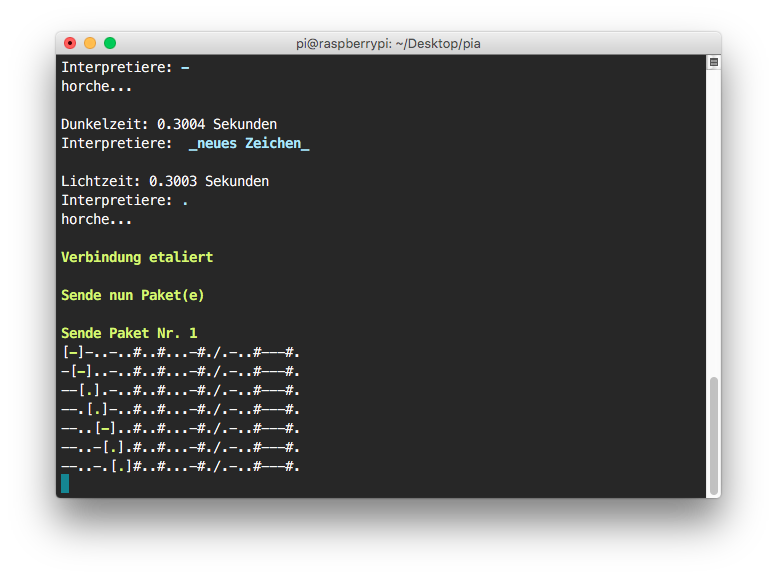 pi@raspberrypi: ~/Desktop/pia
Interpretiere: –
horche...
Dunkelzeit: 0.3004 Sekunden
Interpretiere:  _neues Zeichen_
Lichtzeit: 0.3003 Sekunden
Interpretiere: .
horche...
Verbindung etaliert
Sende nun Paket(e)
Sende Paket Nr. 1
[–]–..–..#..#...–#./.–..#–––#.
–[–]..–..#..#...–#./.–..#–––#.
––[.].–..#..#...–#./.–..#–––#.
––.[.]–..#..#...–#./.–..#–––#.
––..[–]..#..#...–#./.–..#–––#.
––..–[.].#..#...–#./.–..#–––#.
––..–.[.]#..#...–#./.–..#–––#.